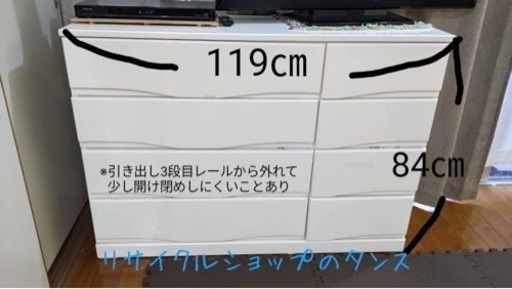 119cm
※引き出し3段目レールから外れて
少し開け閉めしにくいことあり
84cm
リサイクルショップのタンス